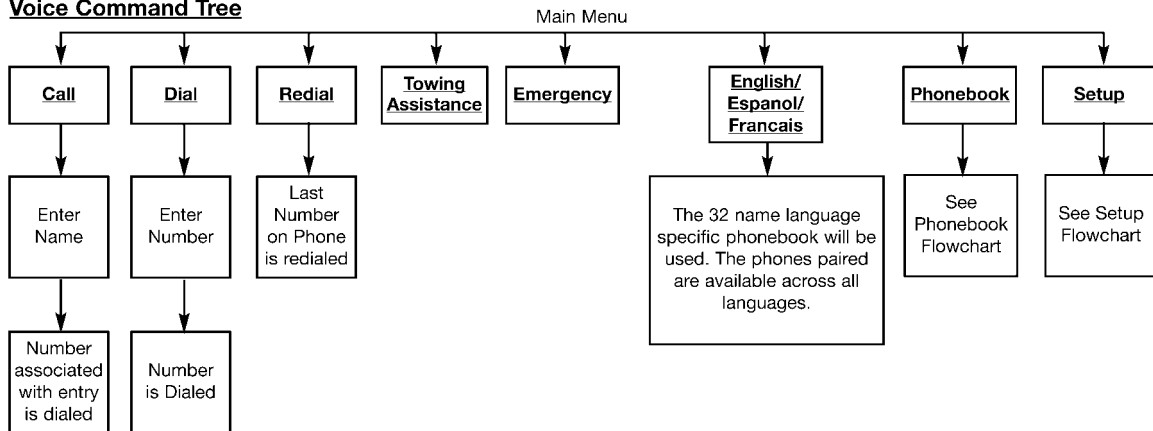 Voice Command Tree
Main Menu
Call
Dial
Redial
Towing
Assistance
Emergency
English/
Espanol/
Francais
Phonebook
Setup
Enter
Name
Enter
Number
Last
Number
on Phone
is redialed
The 32 name language
specific phonebook will be
used. The phones paired
are available across all
languages.
See
Phonebook
Flowchart
See Setup
Flowchart
Number
associated
with entry
is dialed
Number
is Dialed